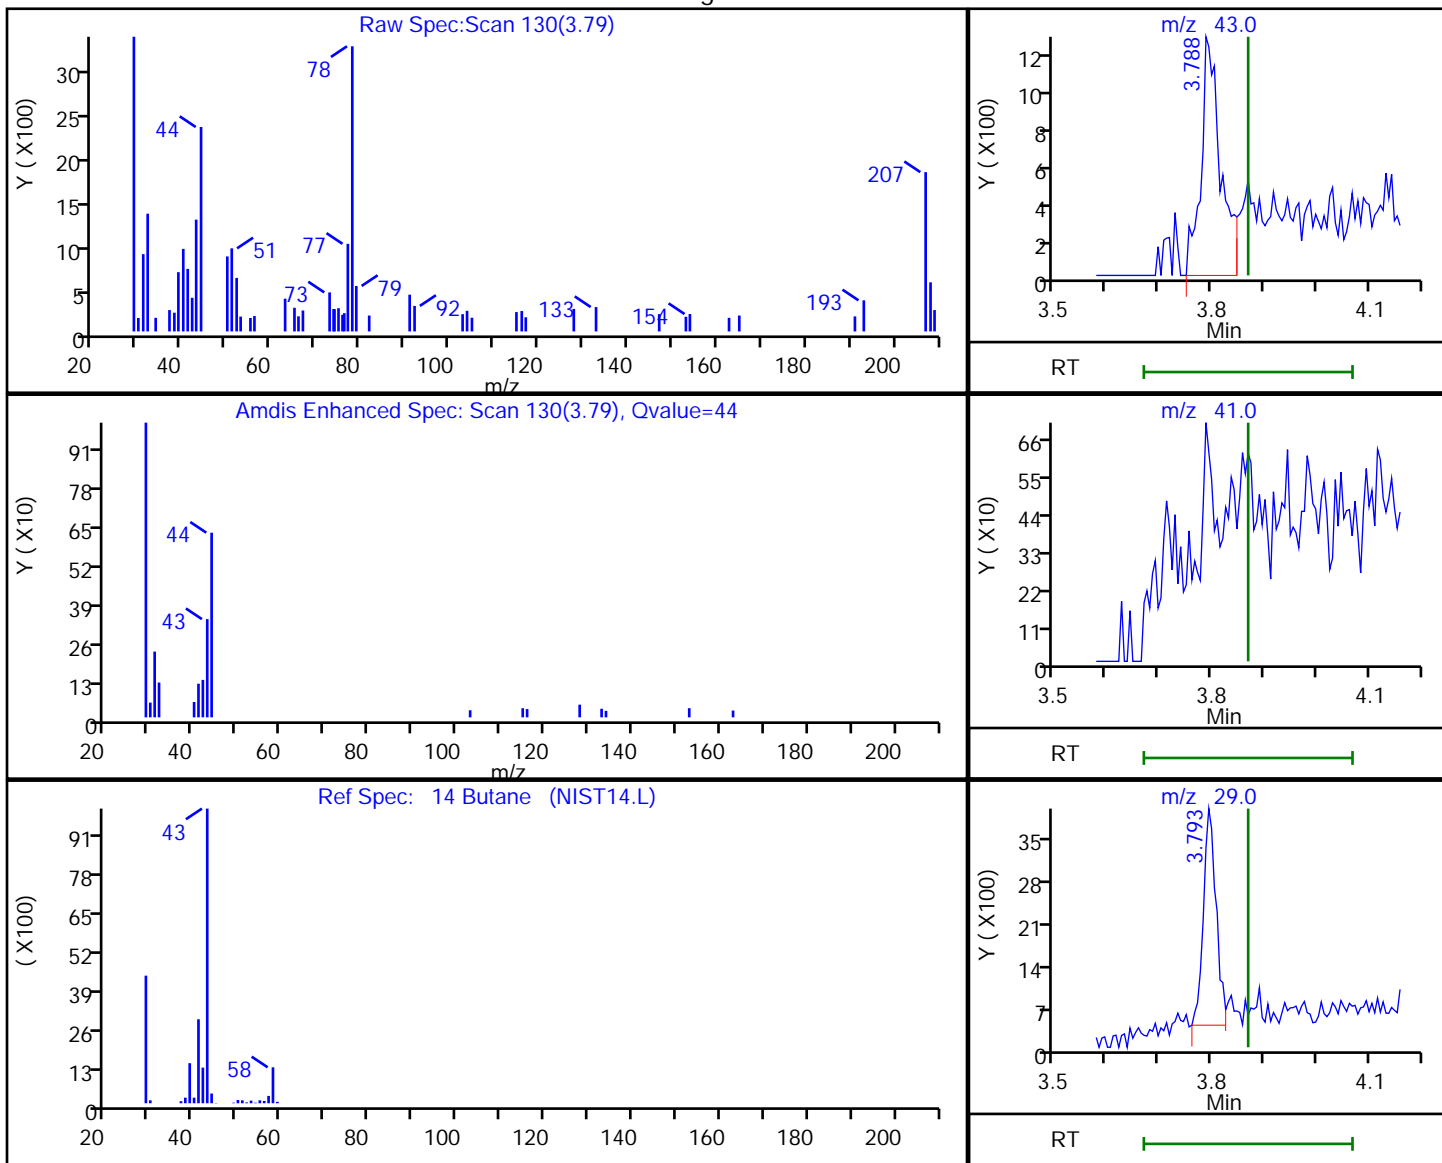 Raw Spec:Scan 130(3.79)
Y ( X100)
30
25
20
15
10
5
0
78
44
207
51
77
73
79
92
133
154
193
20 40 60 80 100 120 140 160 180 200
m/z
m/z 43.0
Y ( X100)
12
10
8
6
4
2
0
3.788
3.5 3.8 4.1
Min
RT
Amdis Enhanced Spec: Scan 130(3.79), Qvalue=44
Y ( X10)
91
78
65
52
39
26
13
0
44
43
20 40 60 80 100 120 140 160 180 200
m/z
m/z 41.0
Y ( X10)
66
55
44
33
22
11
0
3.5 3.8 4.1
Min
RT
Ref Spec: 14 Butane (NIST14.L)
( X100)
91
78
65
52
39
26
13
0
43
58
20 40 60 80 100 120 140 160 180 200
m/z 29.0
Y ( X100)
35
28
21
14
7
0
3.793
3.5 3.8 4.1
Min
RT